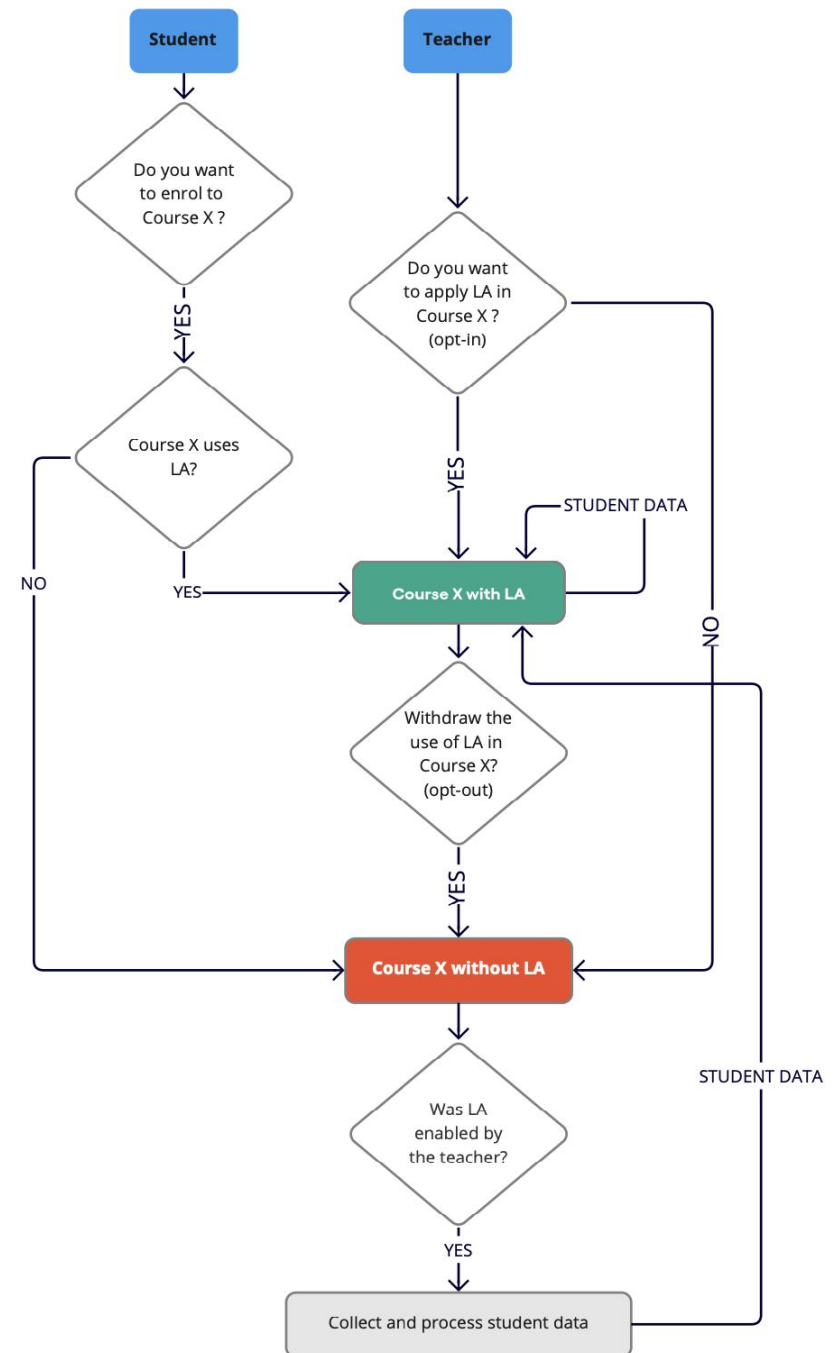 Student
Teacher
Do you want
to enrol to
Course X ?
Do you want
to apply LA in
Course X ?
(opt-in)
YES
Course X uses
LA?
YES
STUDENT DATA
NO
YES
Course X with LA
NO
Withdraw the
use of LA in
Course X?
(opt-out)
YES
Course X without LA
STUDENT DATA
Was LA
enabled by
the teacher?
YES
Collect and process student data